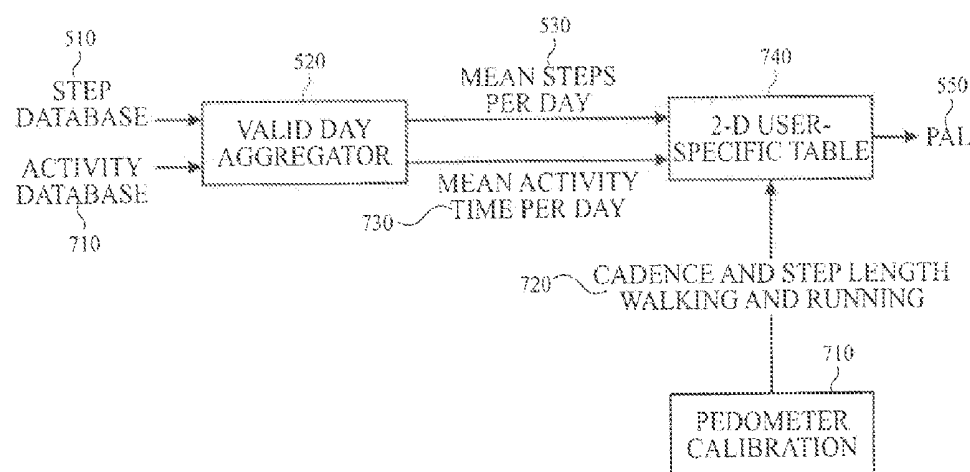 510
STEP
DATABASE
ACTIVITY
DATABASE
710
520
VALID DAY
AGGREGATOR
530
MEAN STEPS
PER DAY
MEAN ACTIVITY
730 TIME PER DAY
740
2-D USER-
SPECIFIC TABLE
550
PAL
720 CADENCE AND STEP LENGTH
WALKING AND RUNNING
710
PEDOMETER
CALIBRATION